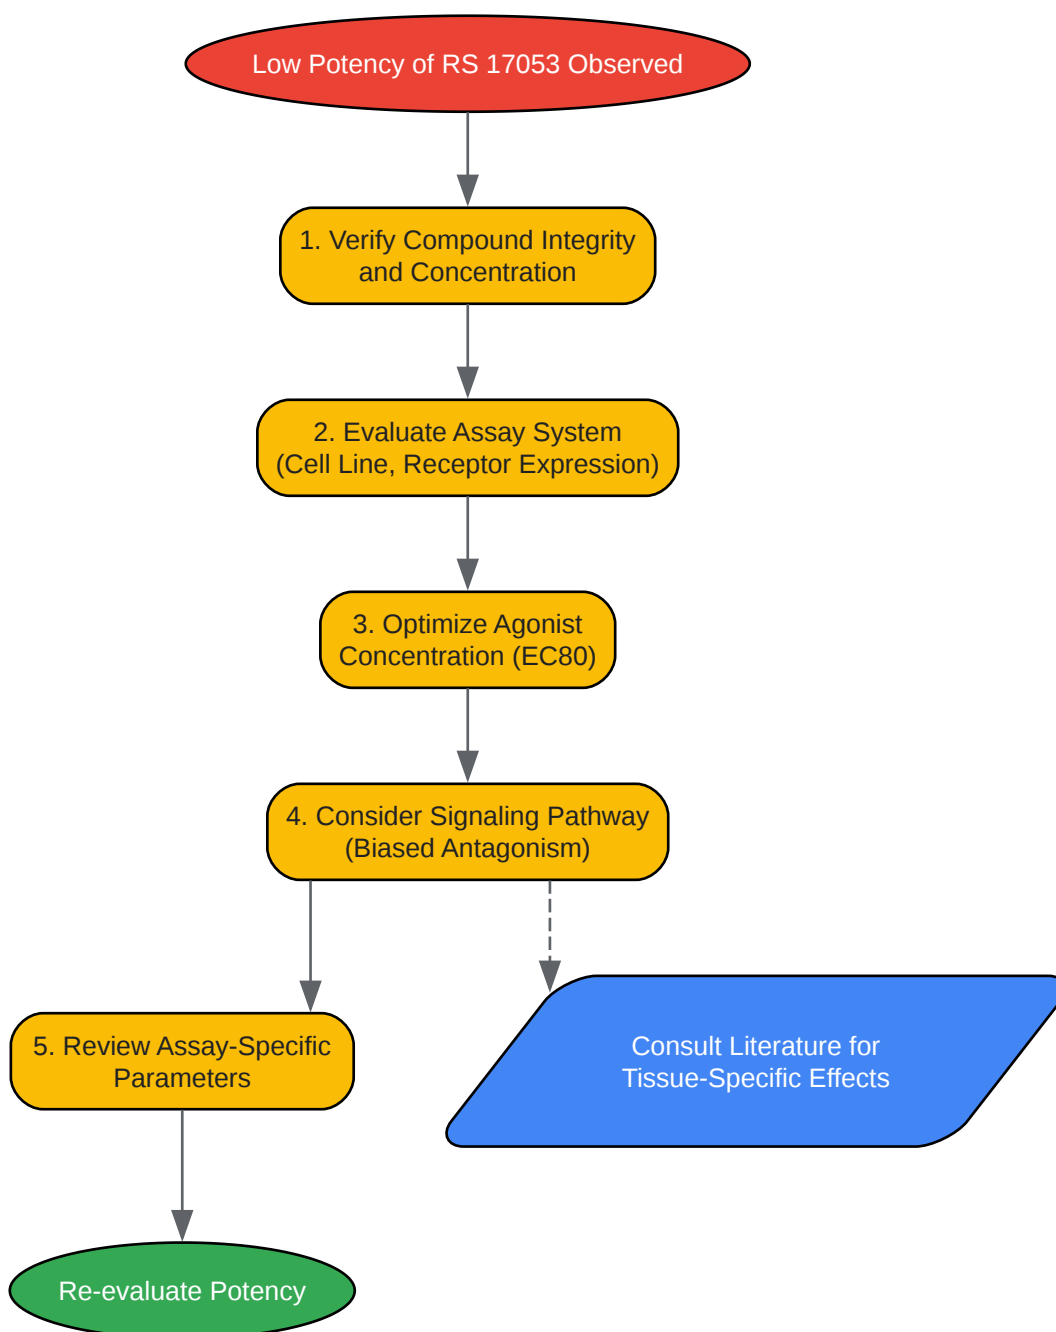 Low Potency of RS 17053 Observed
1. Verify Compound Integrity
and Concentration
2. Evaluate Assay System
(Cell Line, Receptor Expression)
3. Optimize Agonist
Concentration (EC80)
4. Consider Signaling Pathway
(Biased Antagonism)
5. Review Assay-Specific
Parameters
Consult Literature for
Tissue-Specific Effects
Re-evaluate Potency